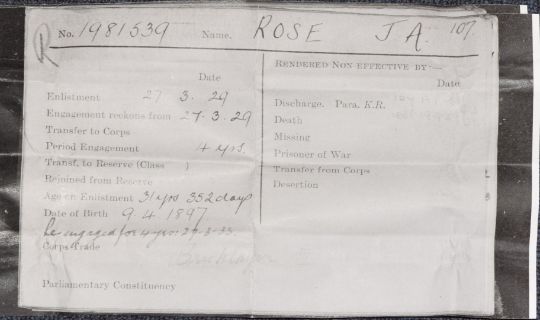 R
No. 1981539 Name. ROSE J A. 107.
Date
Enlistment 27 3. 29
Engagement reckons from 27.3.29
Transfer to Corps
Period Engagement 4 yrs.
Transf. to Reserve (Class )
Rejoined from Reserve
Age on Enlistment 31 yrs 352 days
Date of Birth 9.4.1897
Re engaged for 4 yrs: 27-3-33.
Corps Trade
Parliamentary Constituency
RENDERED NON-EFFECTIVE BY:—
Date
Discharge. Para. K.R.
Death
Missing
Prisoner of War
Transfer from Corps
Desertion